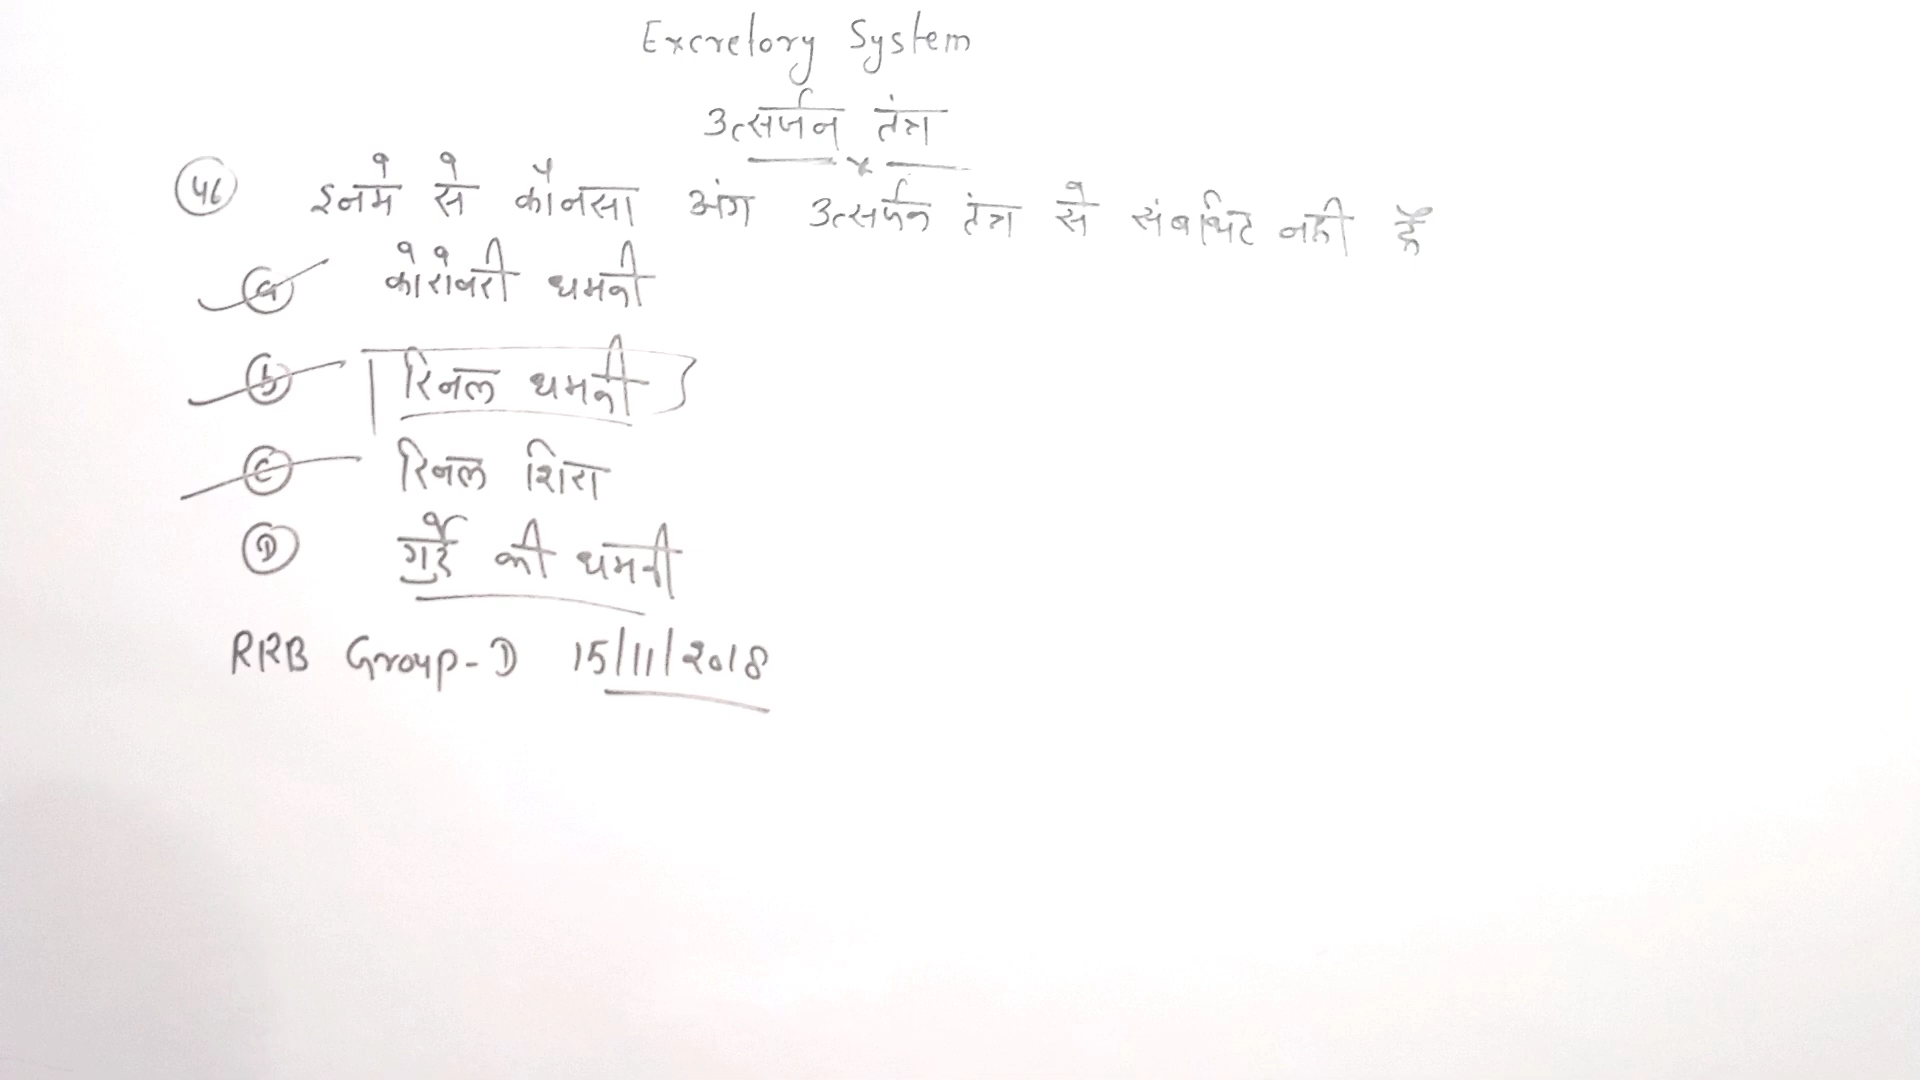 Excretory System
उत्सर्जन तंत्र
(46) इनमे से कौनसा अंग उत्सर्जन तंत्र से संबधित नही है
(a) कोरोनरी धमनी
(b) रिनल धमनी
(c) रिनल शिरा
(D) गुर्दे की धमनी
RRB Group-D 15/11/2018